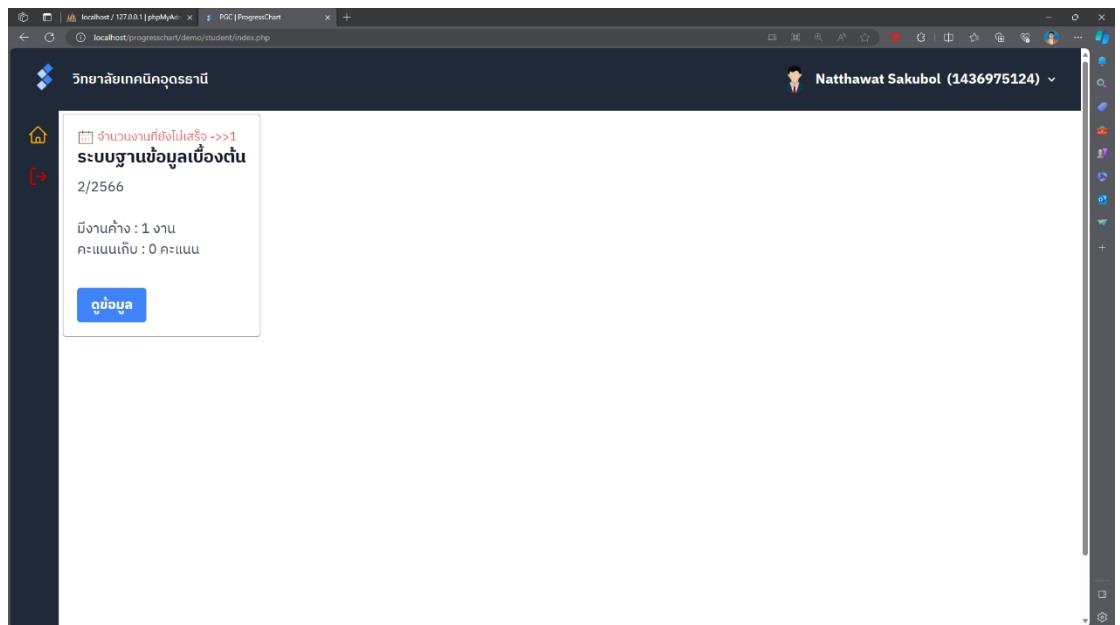 localhost / 127.0.0.1 | phpMyAdm
PGC | ProgressChart
localhost/progresschart/demo/student/index.php
วิทยาลัยเทคนิคอุดรธานี
Natthawat Sakubol (1436975124)
จำนวนงานที่ยังไม่เสร็จ ->>1
ระบบฐานข้อมูลเบื้องต้น
2/2566
มีงานค้าง : 1 งาน
คะแนนเก็บ : 0 คะแนน
ดูข้อมูล